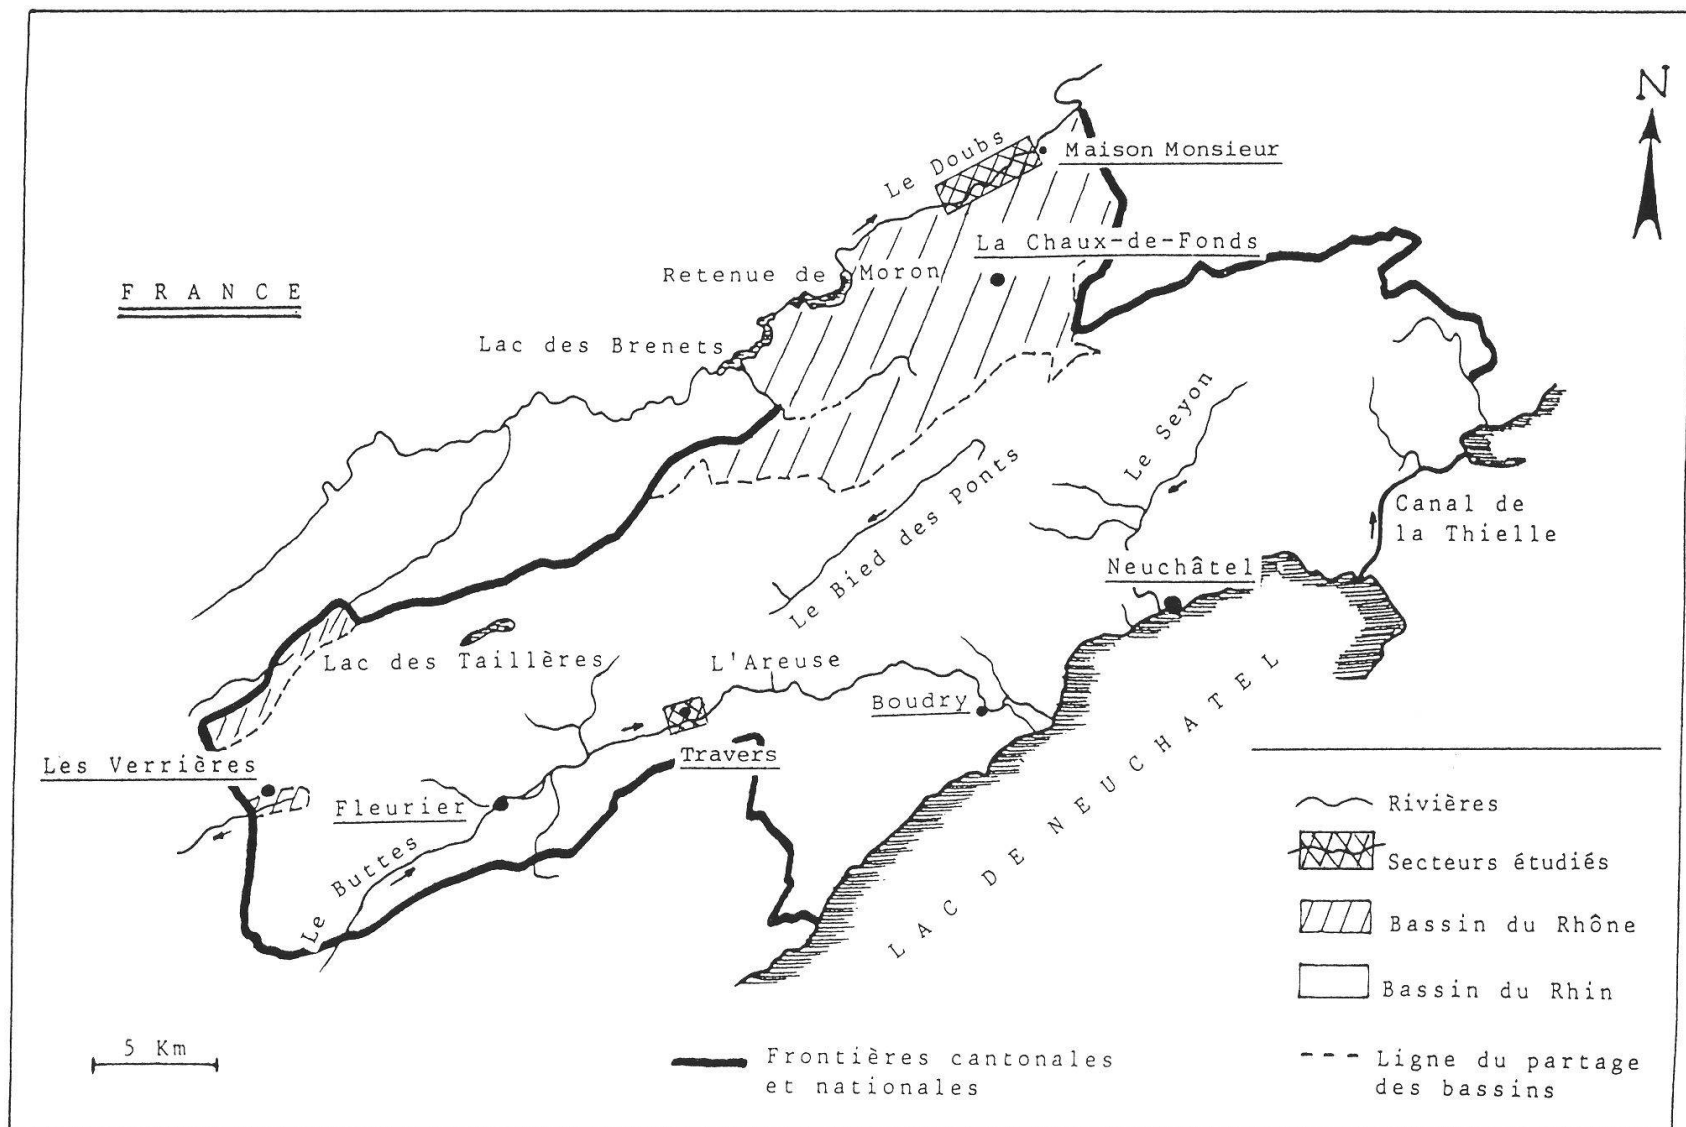 N
Le Doubs
Maison Monsieur
La Chaux-de-Fonds
Retenue de Moron
FRANCE
Lac des Brenets
Le Seyon
Le Bied des Ponts
Canal de
la Thielle
Neuchâtel
Lac des Taillères
L'Areuse
Boudry
Travers
Les Verrières
Fleurier
Le Buttes
LAC DE NEUCHATEL
Rivières
Secteurs étudiés
Bassin du Rhône
Bassin du Rhin
Ligne du partage
des bassins
5 Km
Frontières cantonales
et nationales